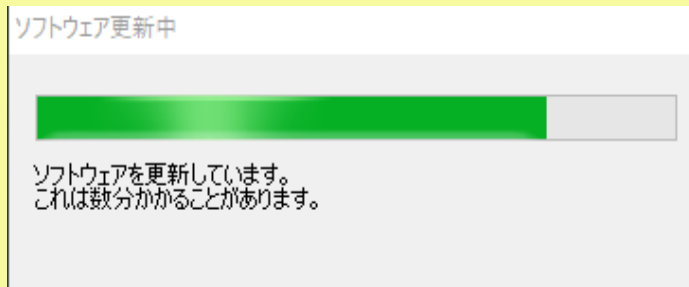 ソフトウェア更新中
ソフトウェアを更新しています。
これは数分かかることがあります。